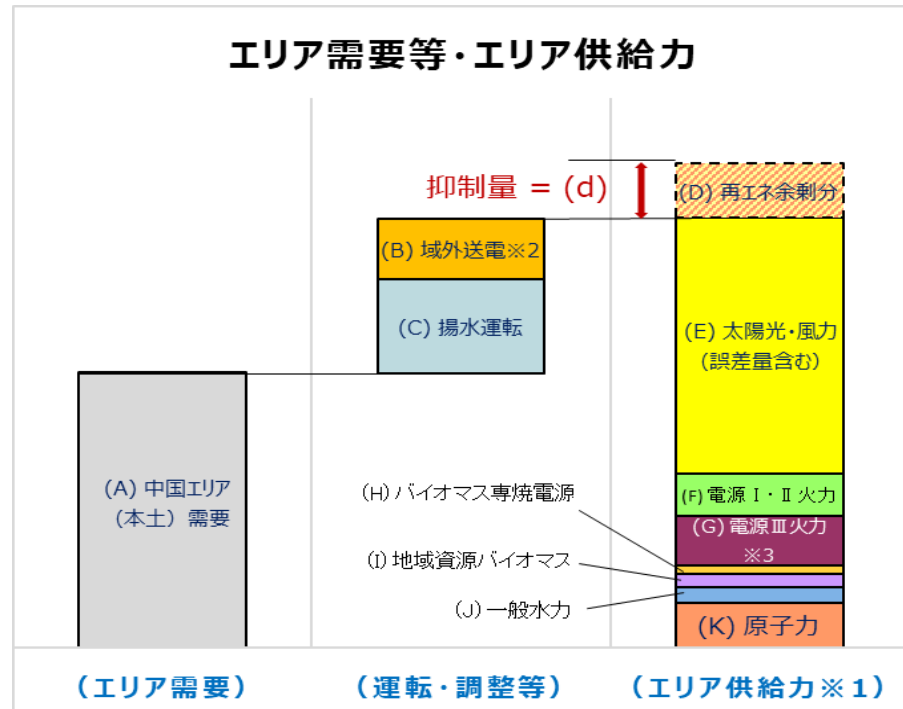 エリア需要等・エリア供給力
抑制量 = (d)
(D) 再エネ余剰分
(B) 域外送電※2
(C) 揚水運転
(E) 太陽光・風力
(誤差量含む)
(A) 中国エリア
(本土) 需要
(H) バイオマス専焼電源
(F) 電源Ⅰ・Ⅱ火力
(G) 電源Ⅲ火力
※3
(I) 地域資源バイオマス
(J) 一般水力
(K) 原子力
(エリア需要)
(運転・調整等)
(エリア供給力※1)